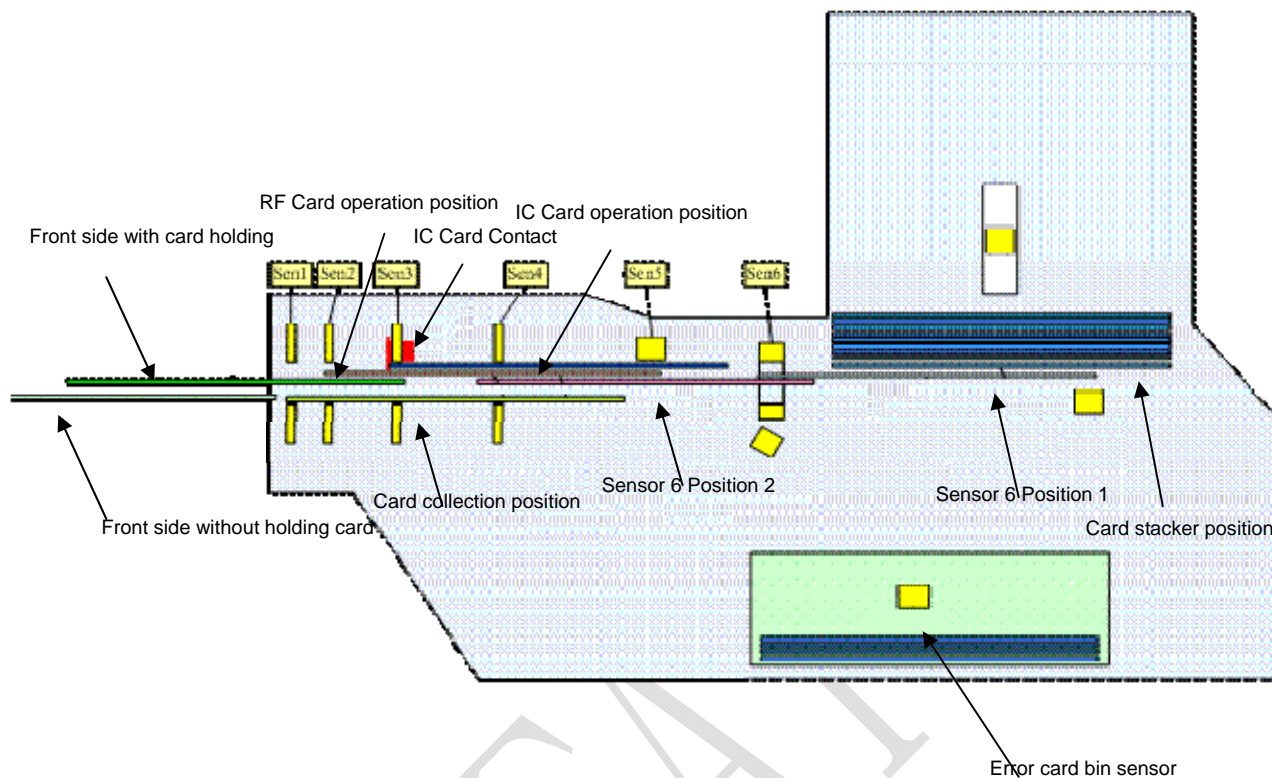 RF Card operation position
IC Card operation position
Front side with card holding
IC Card Contact
Sen1
Sen2
Sen3
Sen4
Sen5
Sen6
Card collection position
Sensor 6 Position 2
Sensor 6 Position 1
Front side without holding card
Card stacker position
Error card bin sensor